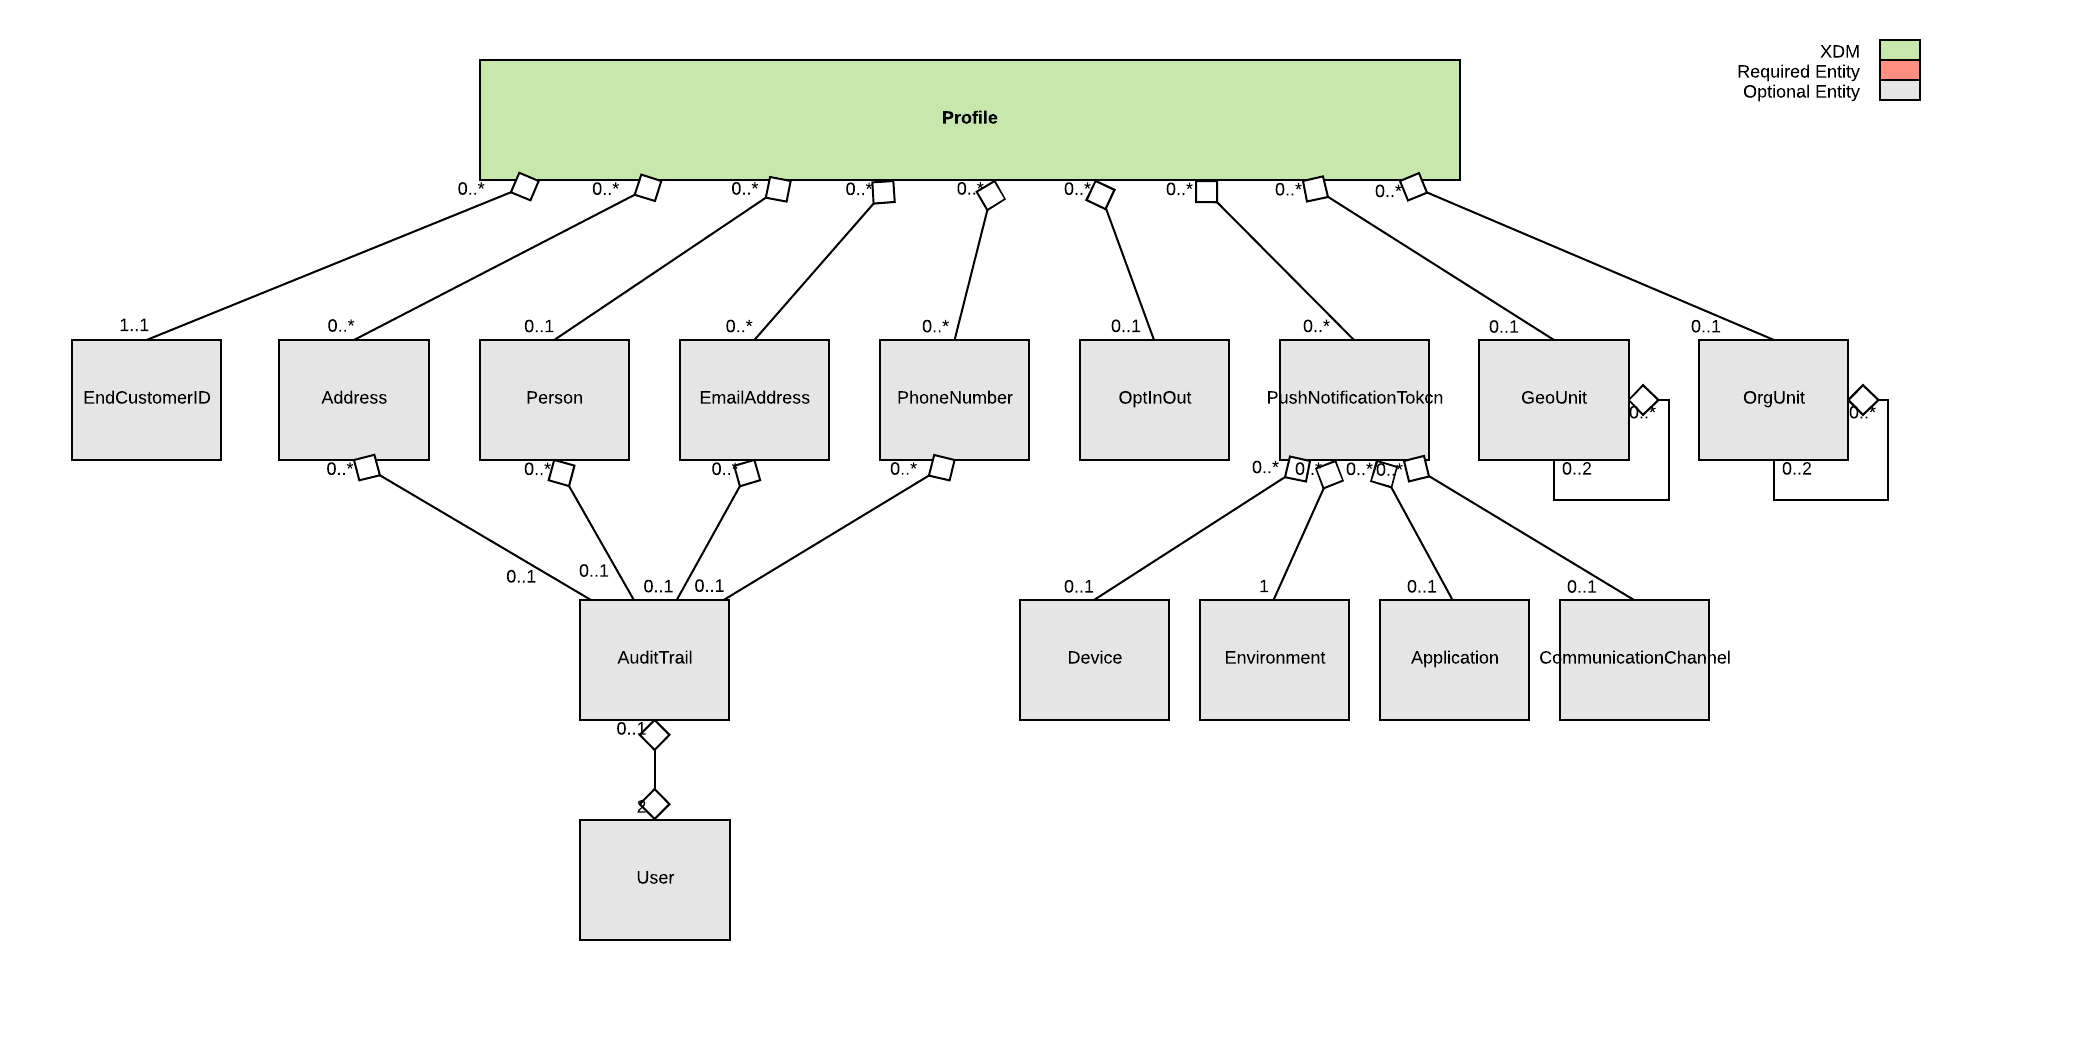 XDM
Required Entity
Optional Entity
Profile
0..* 0..* 0..* 0..* 0..* 0..* 0..* 0..* 0..*
1..1 0..* 0..1 0..* 0..* 0..1 0..* 0..1 0..1
EndCustomerID Address Person EmailAddress PhoneNumber OptInOut PushNotificationToken GeoUnit OrgUnit
0..* 0..*
0..* 0..* 0..* 0..* 0..* 0..* 0..* 0..* 0..2 0..2
0..1 0..1 0..1 0..1 0..1 1 0..1 0..1
AuditTrail Device Environment Application CommunicationChannel
0..1
2
User